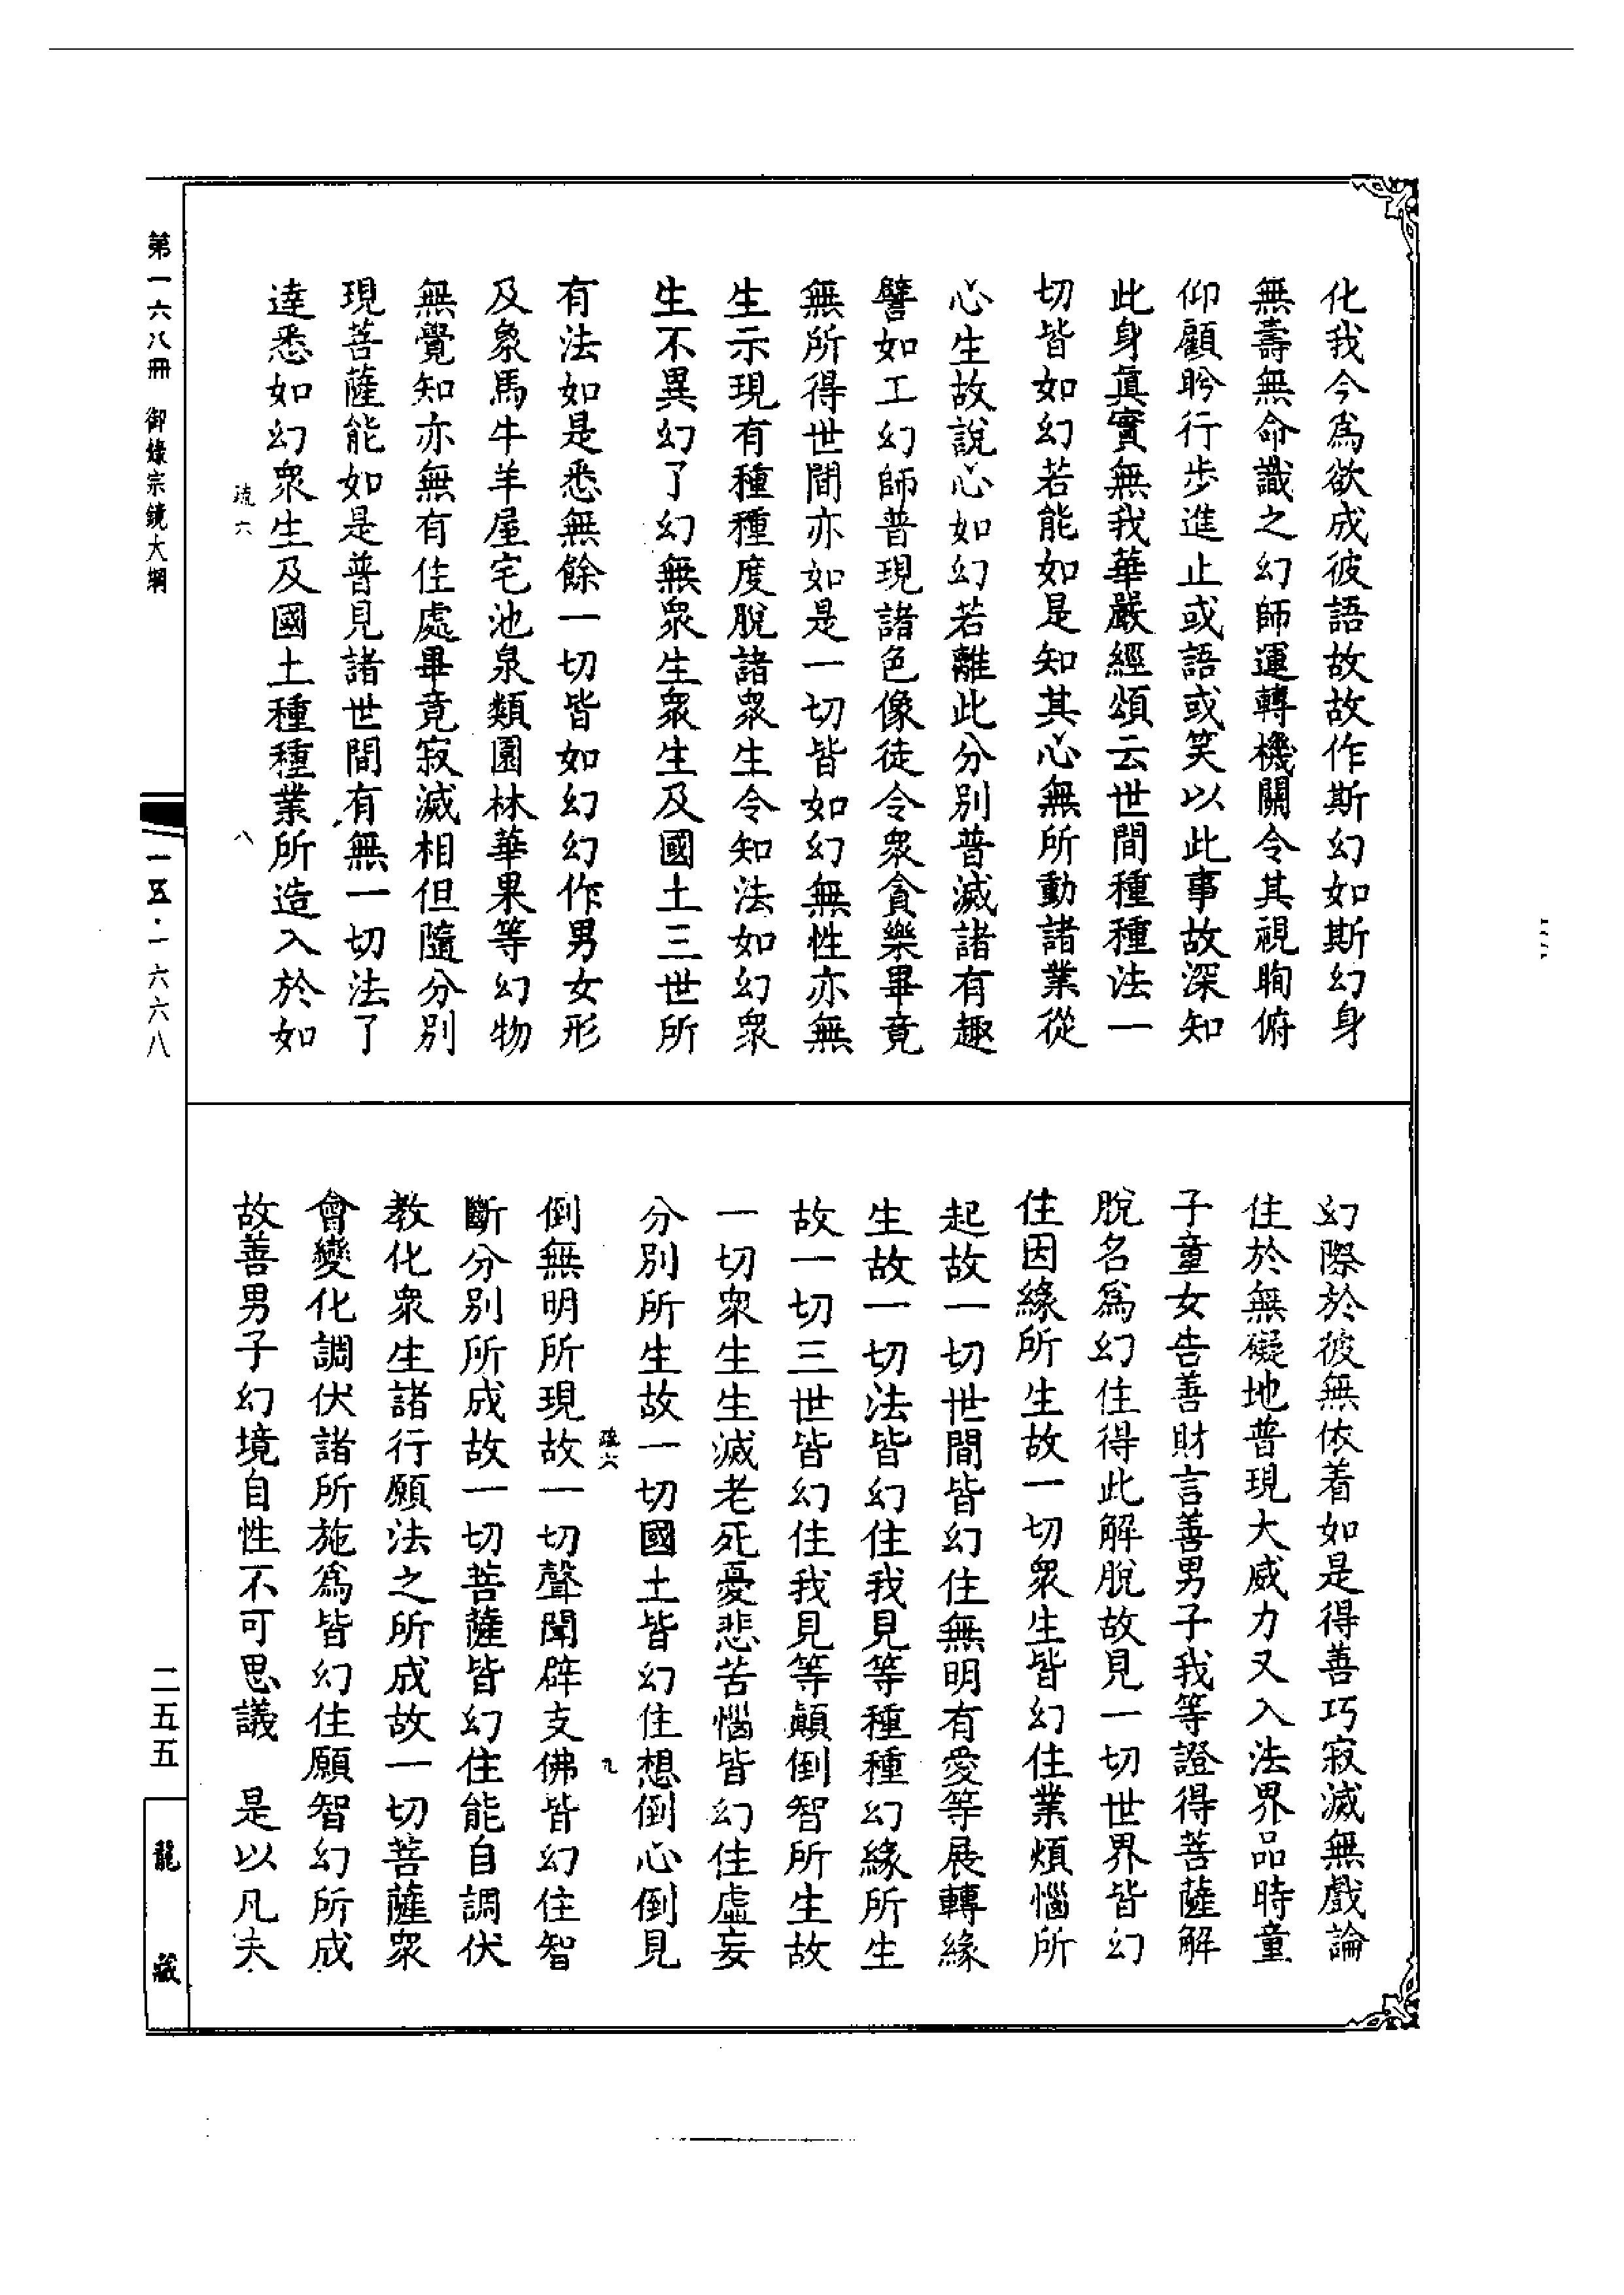 化我今爲欲成彼語故故作斯幻如斯幻身
無壽無命識之幻師運轉機關令其視眴俯
仰顧眄行步進止或語或笑以此事故深知
此身眞實無我華嚴經頌云世間種種法一
切皆如幻若能如是知其心無所動諸業從
心生故說心如幻若離此分別普滅諸有趣
譬如工幻師普現諸色像徒令衆貪樂畢竟
無所得世間亦如是一切皆如幻無性亦無
生示現有種種度脫諸衆生令知法如幻衆
生不異幻了幻無衆生衆生及國土三世所
有法如是悉無餘一切皆如幻幻作男女形
及象馬牛羊屋宅池泉類園林華果等幻物
無覺知亦無有住處畢竟寂滅相但隨分別
現菩薩能如是普見諸世間有無一切法了
達悉如幻衆生及國土種種業所造入於如
疏六 八
幻際於彼無依着如是得善巧寂滅無戲論
住於無礙地普現大威力又入法界品時童
子童女告善財言善男子我等證得菩薩解
脫名爲幻住得此解脫故見一切世界皆幻
住因緣所生故一切衆生皆幻住業煩惱所
起故一切世間皆幻住無明有愛等展轉緣
生故一切法皆幻住我見等種種幻緣所生
故一切三世皆幻住我見等顚倒智所生故
一切衆生生滅老死憂悲苦惱皆幻住虛妄
分別所生故一切國土皆幻住想倒心倒見
疏六 九
倒無明所現故一切聲聞辟支佛皆幻住智
斷分別所成故一切菩薩皆幻住能自調伏
教化衆生諸行願法之所成故一切菩薩衆
會變化調伏諸所施爲皆幻住願智幻所成
故善男子幻境自性不可思議 是以凡夫
第一六八冊 御錄宗鏡大綱
一五·一六六八
二五五
龍藏